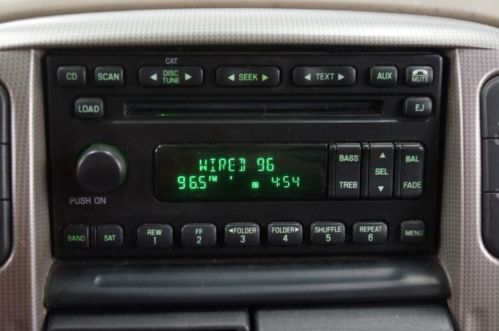 CAT
CD SCAN DISC TUNE SEEK TEXT AUX MUTE
LOAD EJ
WIRED 96
96.5 FM 4:54
BASS SEL BAL
TREB FADE
PUSH ON
BAND SAT REW 1 FF 2 FOLDER 3 FOLDER 4 SHUFFLE 5 REPEAT 6 MENU